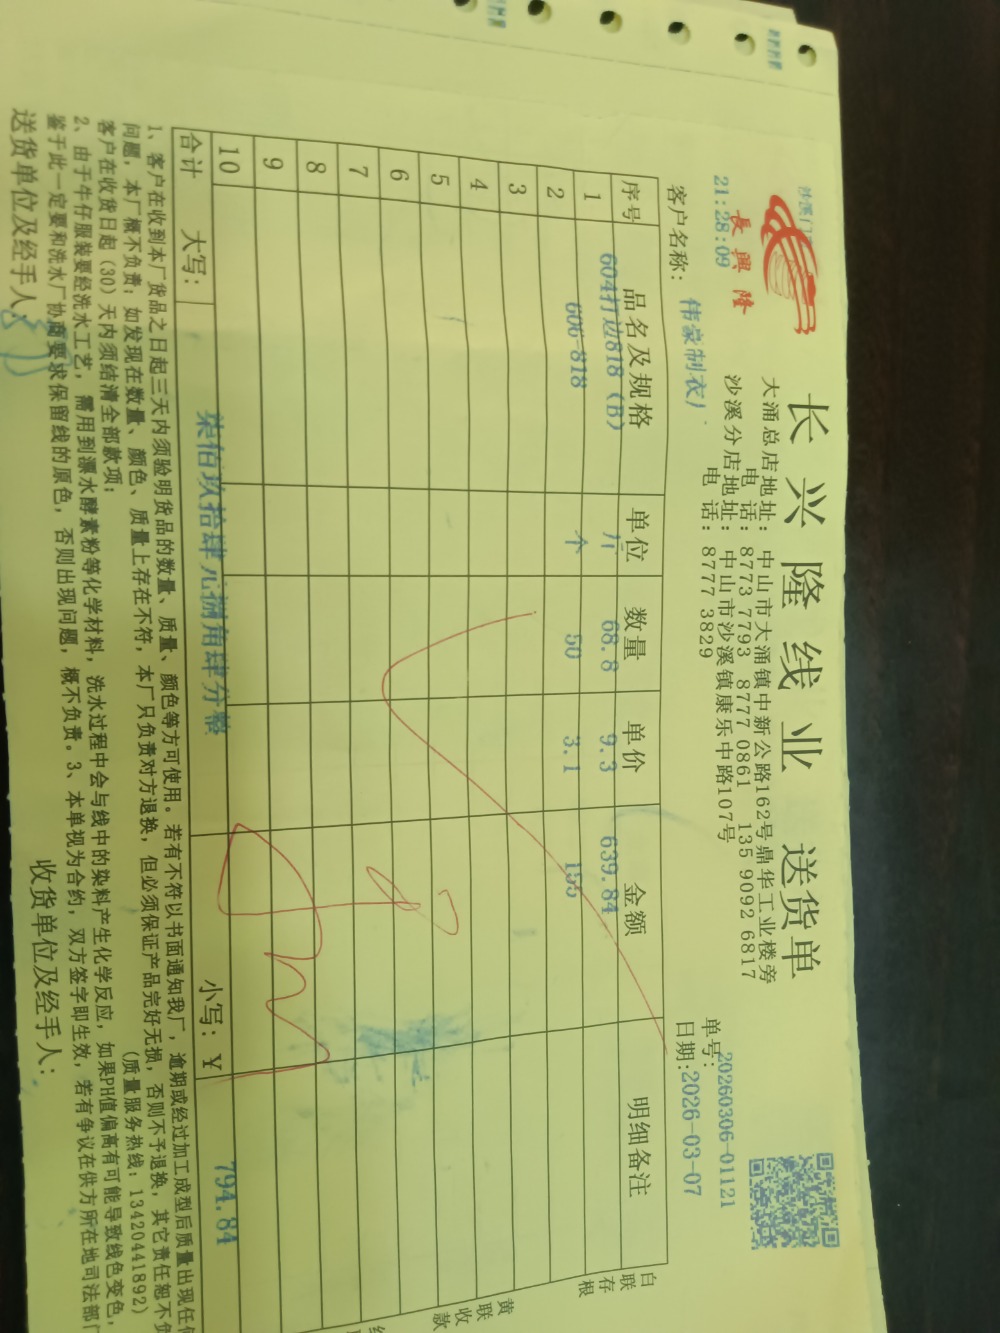 沙溪门
長興隆
21:28:09
长兴隆线业 送货单
大涌总店地址：中山市大涌镇中新公路162号鼎华工业楼旁
电 话：8773 7793 8777 0861 135 9092 6817
沙溪分店地址：中山市沙溪镇康乐中路107号
电 话：8777 3829
单号：20260306-01121
客户名称：伟豪制衣厂
日期：2026-03-07
序号 品名及规格 单位 数量 单价 金额 明细备注
1 604打边818（B） 斤 68.8 9.3 639.84
2 606-818 个 50 3.1 155
3
4
5
6
7
8
9
10
合计 大写：柒佰玖拾肆元捌角肆分整 小写：￥ 794.84
1、客户在收到本厂货品之日起三天内须验明货品的数量、质量、颜色等方可使用。若有不符以书面通知我厂，逾期或经过加工成型后质量出现任何
问题，本厂概不负责；如发现在数量、颜色、质量上存在不符，本厂只负责对方退换，但必须保证产品完好无损，否则不予退换，其它责任恕不负
客户在收货日起（30）天内须结清全部款项；（质量服务热线：13420441892）
2、由于牛仔服装要经洗水工艺，需用到漂水酵素粉等化学材料，洗水过程中会与线中的染料产生化学反应，如果PH值偏高有可能导致线色变色，
鉴于此一定要和洗水厂协商要求保留线的原色，否则出现问题，概不负责。3、本单视为合约，双方签字即生效，若有争议在供方所在地司法部门
送货单位及经手人： 收货单位及经手人：
白联存根
黄联收款